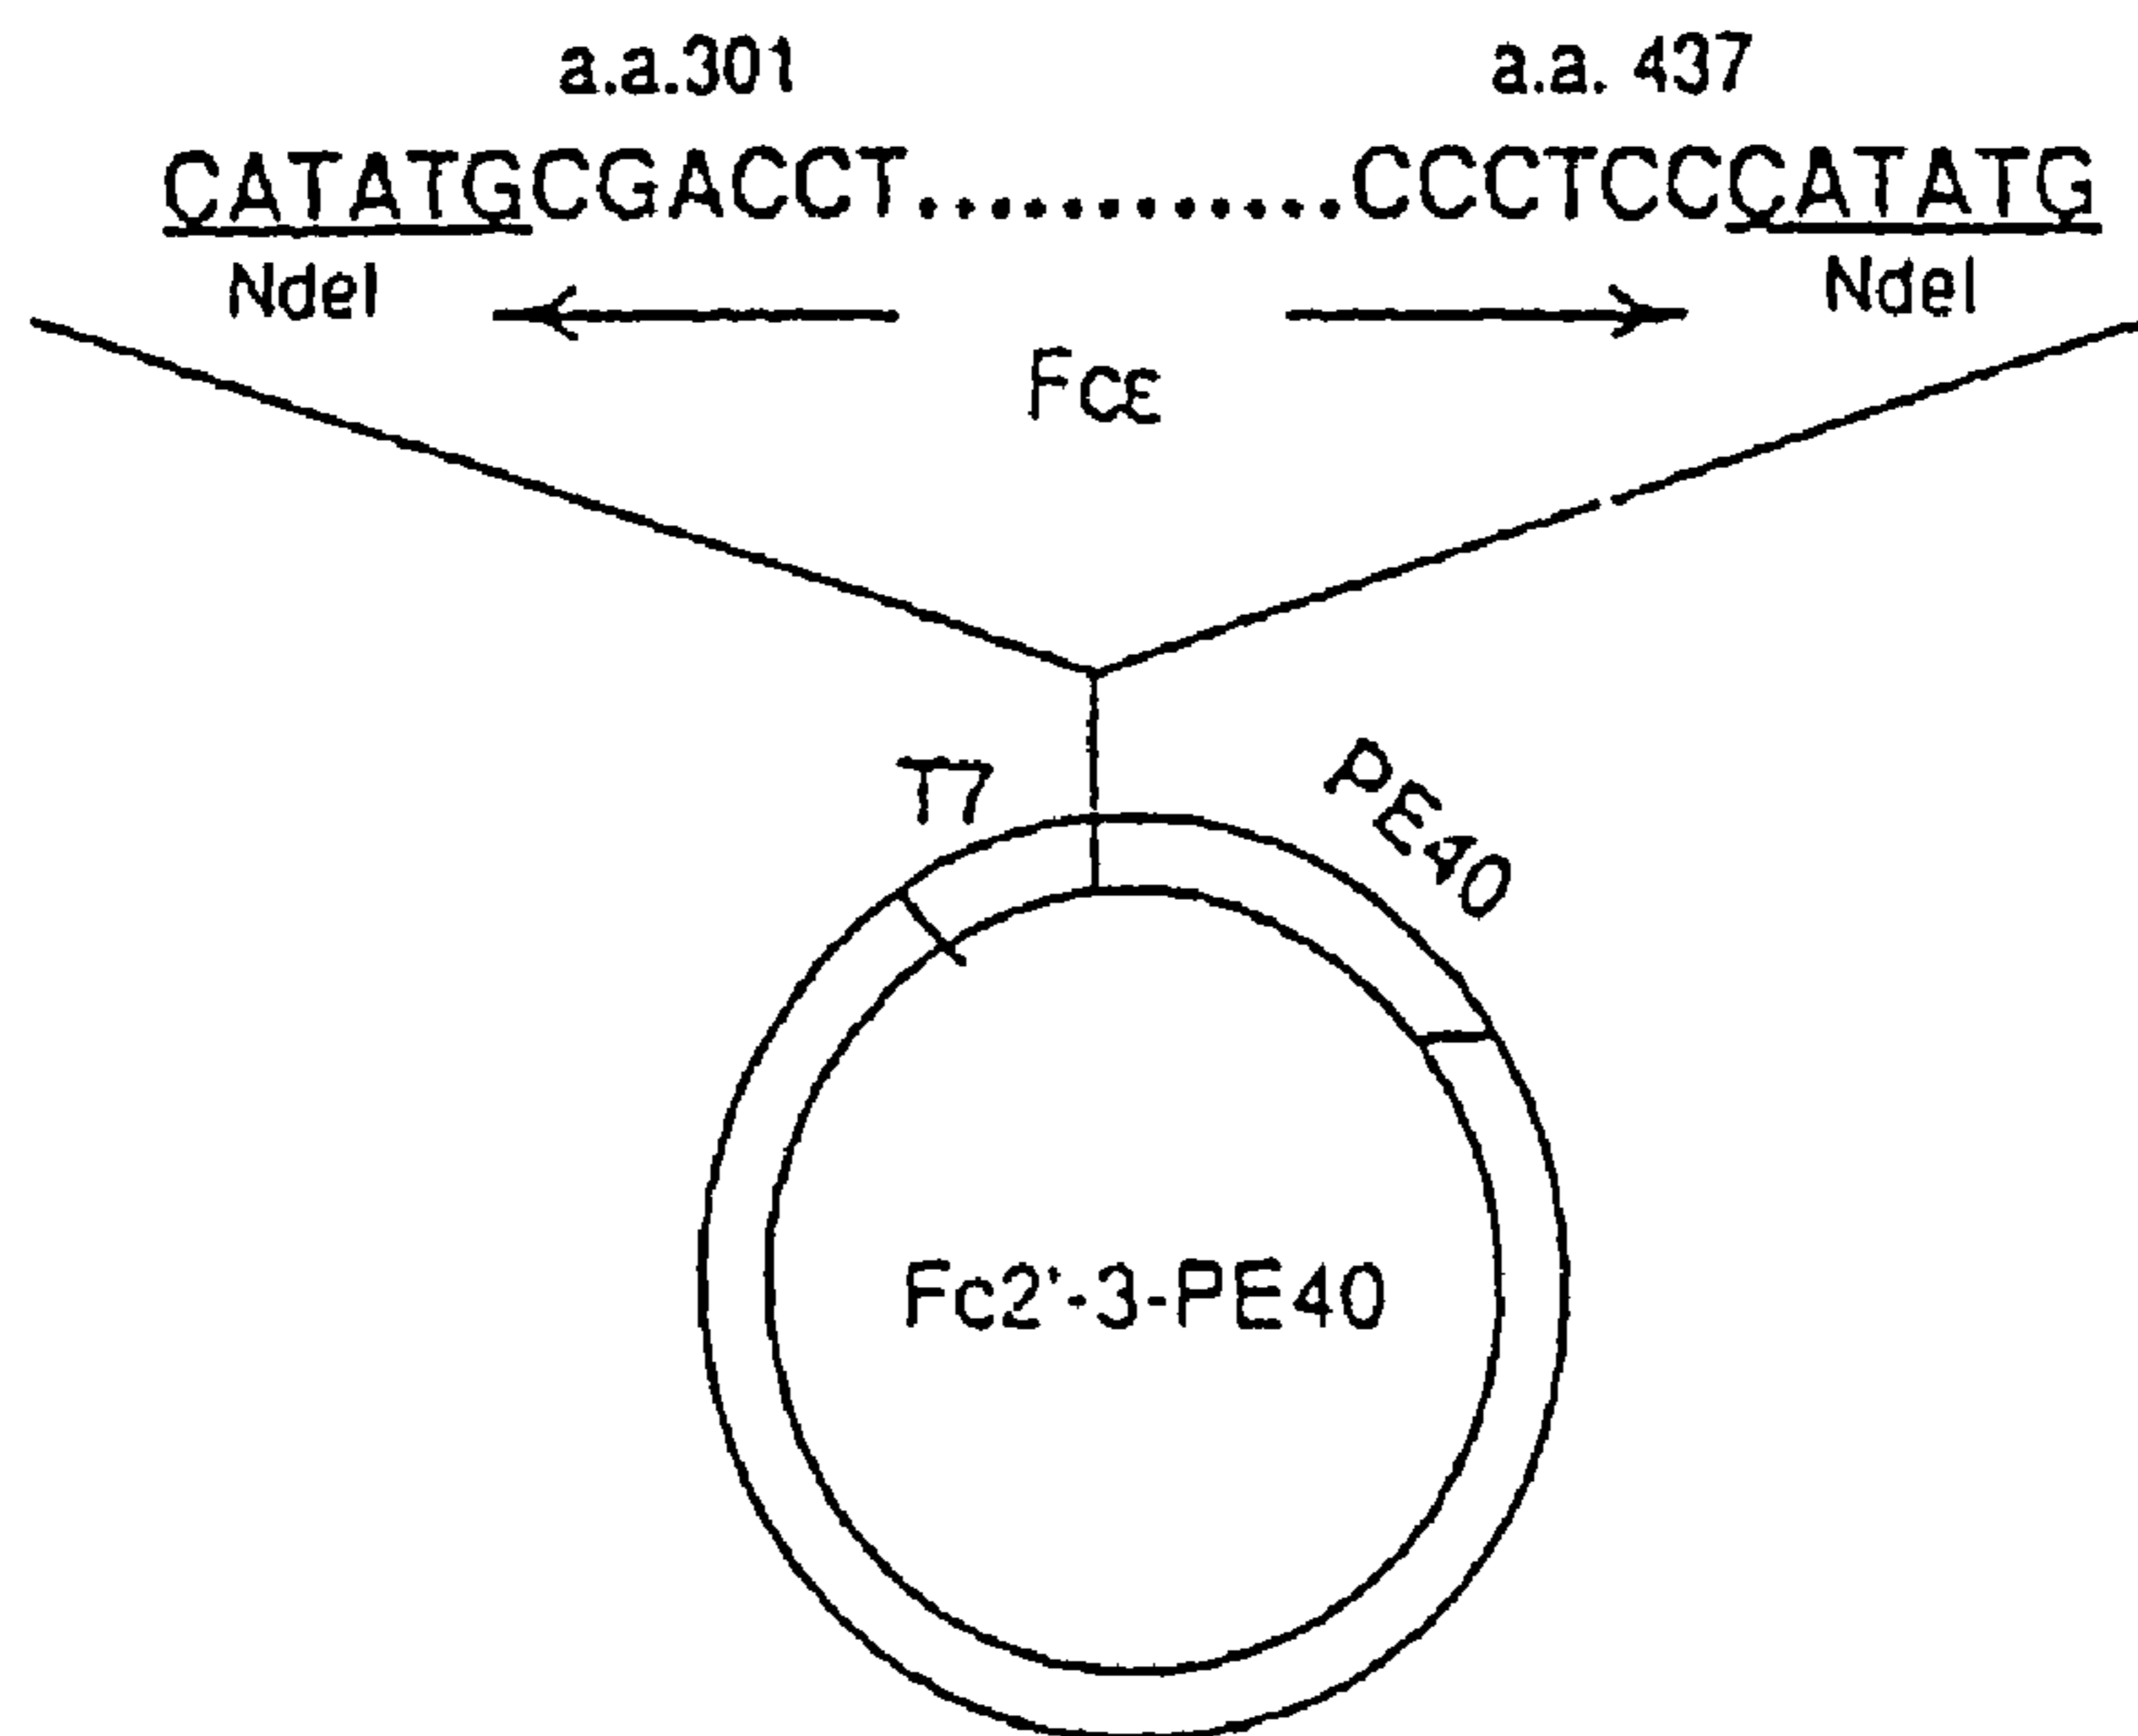 a.a.301 a.a. 437
CATATGCGACCT............CCCTCCCATATG
NdeI NdeI
Fcε
T7 PE40
Fc2'-3-PE40